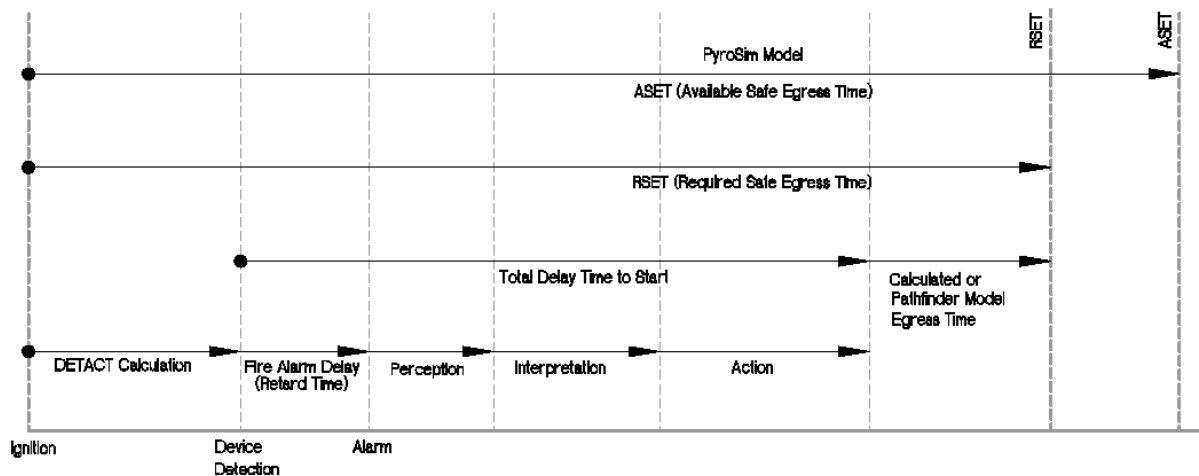 RSET
ASET
PyroSim Model
ASET (Available Safe Egress Time)
RSET (Required Safe Egress Time)
Total Delay Time to Start
Calculated or
Pathfinder Model
Egress Time
DETACT Calculation
Fire Alarm Delay
(Retard Time)
Perception
Interpretation
Action
Ignition
Device
Detection
Alarm